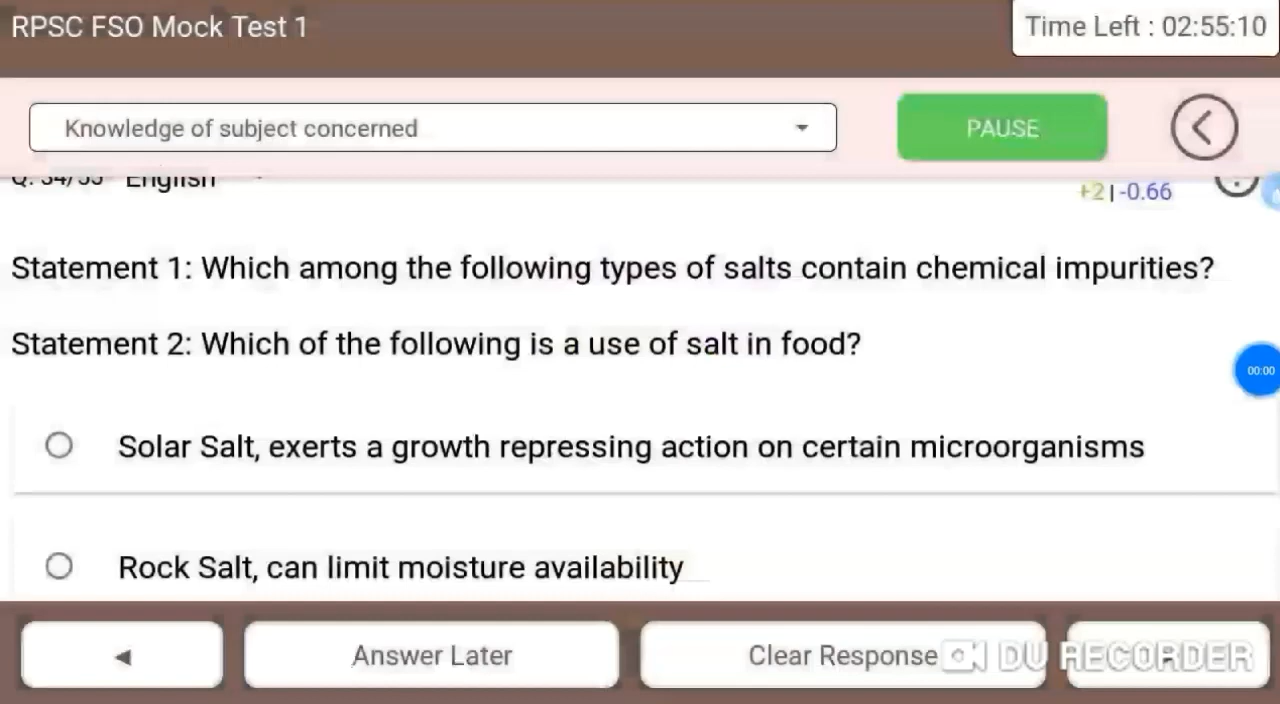 RPSC FSO Mock Test 1
Time Left : 02:55:10
Knowledge of subject concerned
PAUSE
Q. 34/55 English
+2 | -0.66
Statement 1: Which among the following types of salts contain chemical impurities?
Statement 2: Which of the following is a use of salt in food?
00:00
Solar Salt, exerts a growth repressing action on certain microorganisms
Rock Salt, can limit moisture availability
Answer Later
Clear Response
DU RECORDER